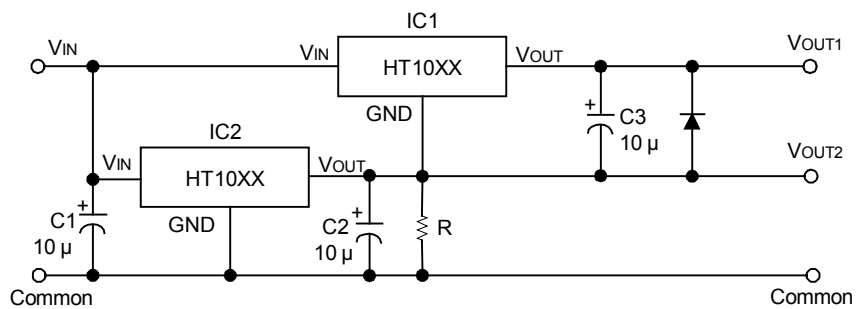 IC1
VIN
VIN
HT10XX
VOUT
VOUT1
GND
C3
10 µ
IC2
VIN
HT10XX
VOUT
VOUT2
GND
C1
10 µ
C2
10 µ
R
Common
Common
+
+
+